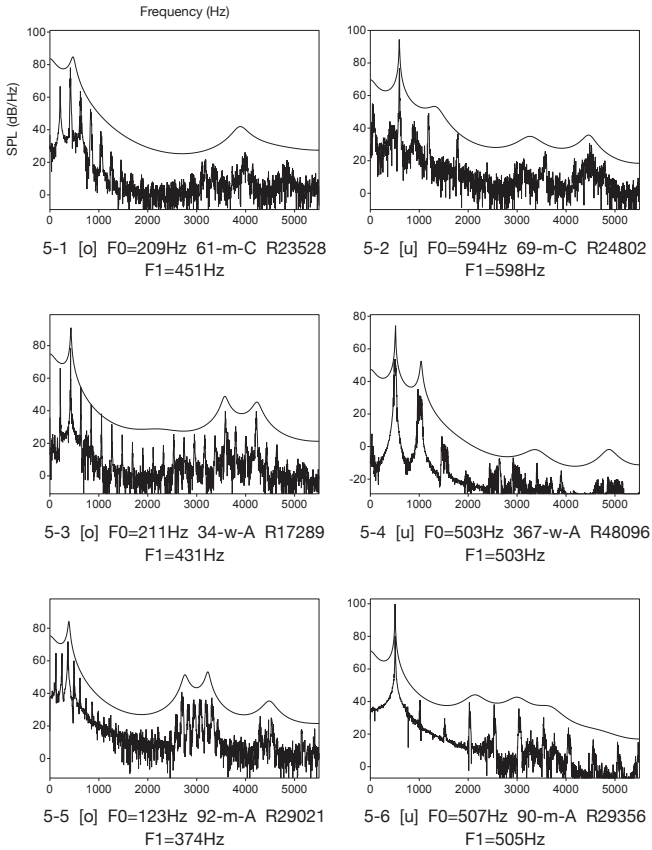 Frequency (Hz)
SPL (dB/Hz)
100
80
60
40
20
0
0 1000 2000 3000 4000 5000
5-1 [o] F0=209Hz 61-m-C R23528
F1=451Hz
100
80
60
40
20
0
0 1000 2000 3000 4000 5000
5-2 [u] F0=594Hz 69-m-C R24802
F1=598Hz
80
60
40
20
0
0 1000 2000 3000 4000 5000
5-3 [o] F0=211Hz 34-w-A R17289
F1=431Hz
80
60
40
20
0
-20
0 1000 2000 3000 4000 5000
5-4 [u] F0=503Hz 367-w-A R48096
F1=503Hz
80
60
40
20
0
0 1000 2000 3000 4000 5000
5-5 [o] F0=123Hz 92-m-A R29021
F1=374Hz
100
80
60
40
20
0
0 1000 2000 3000 4000 5000
5-6 [u] F0=507Hz 90-m-A R29356
F1=505Hz